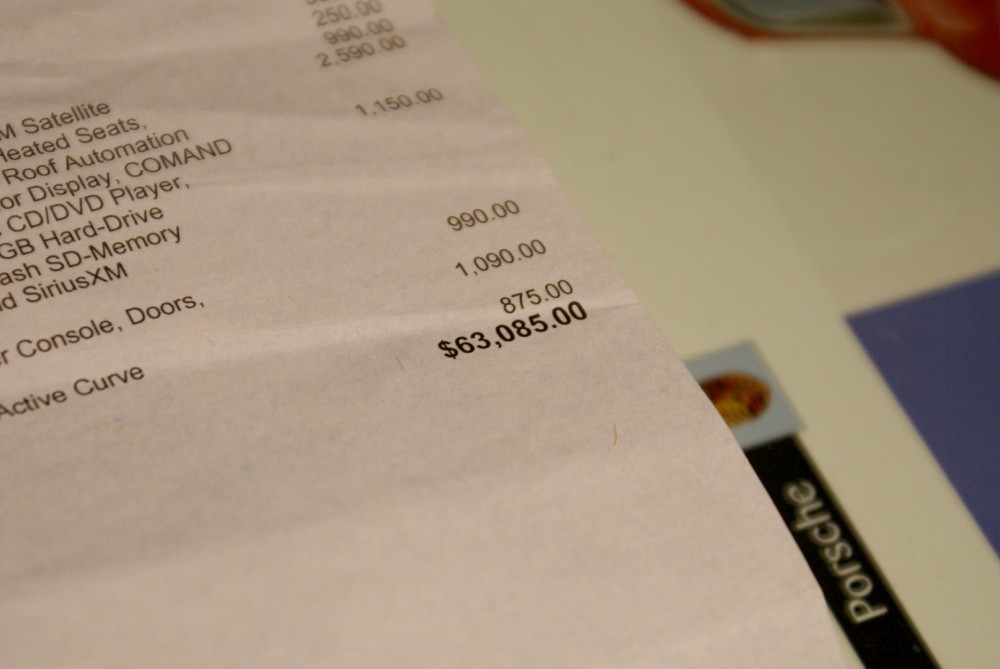 250.00
990.00
2.590.00
M Satellite
Heated Seats,
1,150.00
Roof Automation
or Display, COMAND
CD/DVD Player,
GB Hard-Drive
990.00
ash SD-Memory
d SiriusXM
1,090.00
r Console, Doors,
875.00
$63,085.00
Active Curve
Porsche